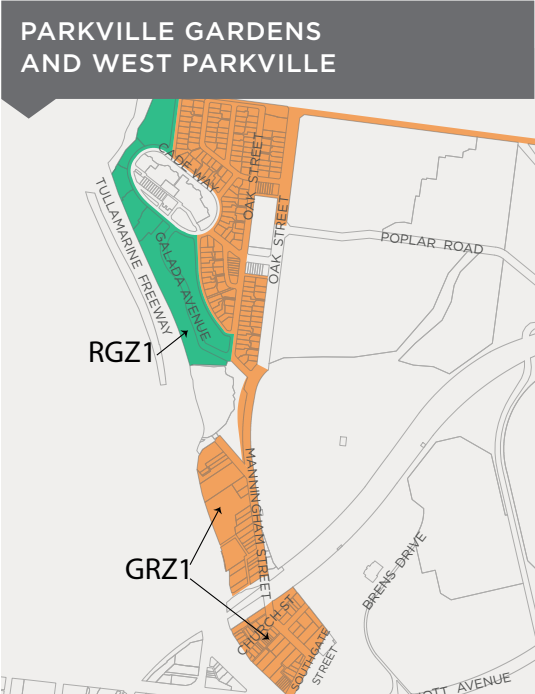 PARKVILLE GARDENS
AND WEST PARKVILLE
CADE WAY
OAK STREET
TULLAMARINE FREEWAY
OAK STREET
POPLAR ROAD
GALADA AVENUE
RGZ1
MANNINGHAM STREET
GRZ1
BRENS DRIVE
CHURCH ST
SOUTHGATE
STREET
OTT AVENUE